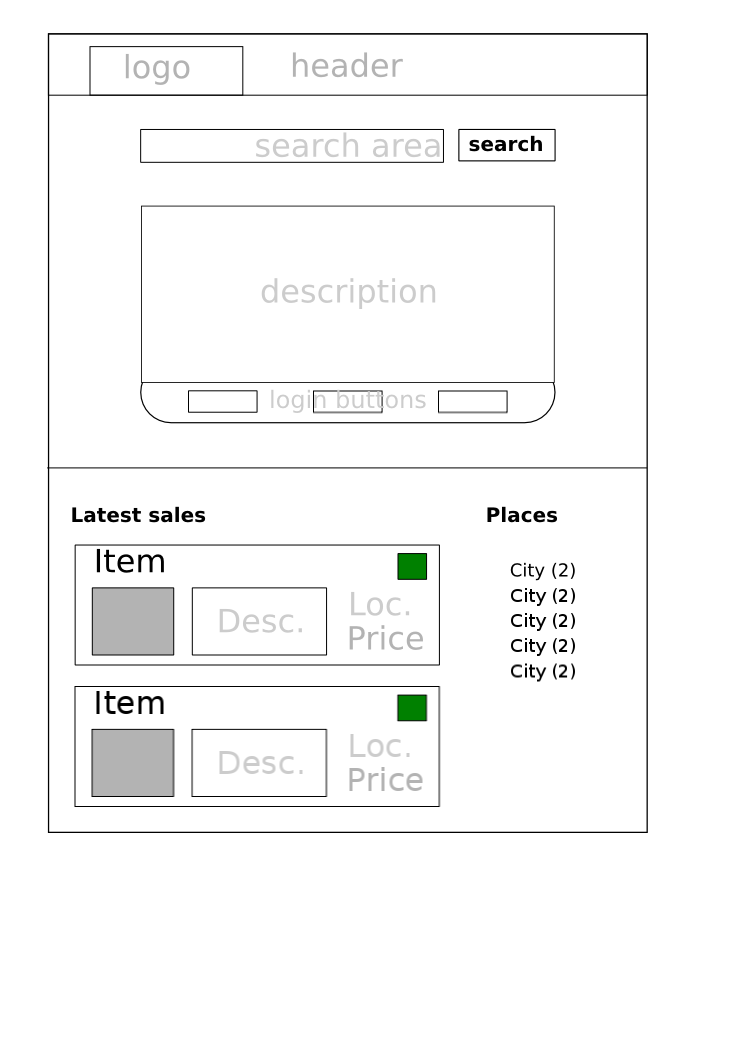 logo
header
search area
search
description
login buttons
Latest sales
Item
Desc.
Loc.
Price
Item
Desc.
Loc.
Price
Places
City (2)
City (2)
City (2)
City (2)
City (2)